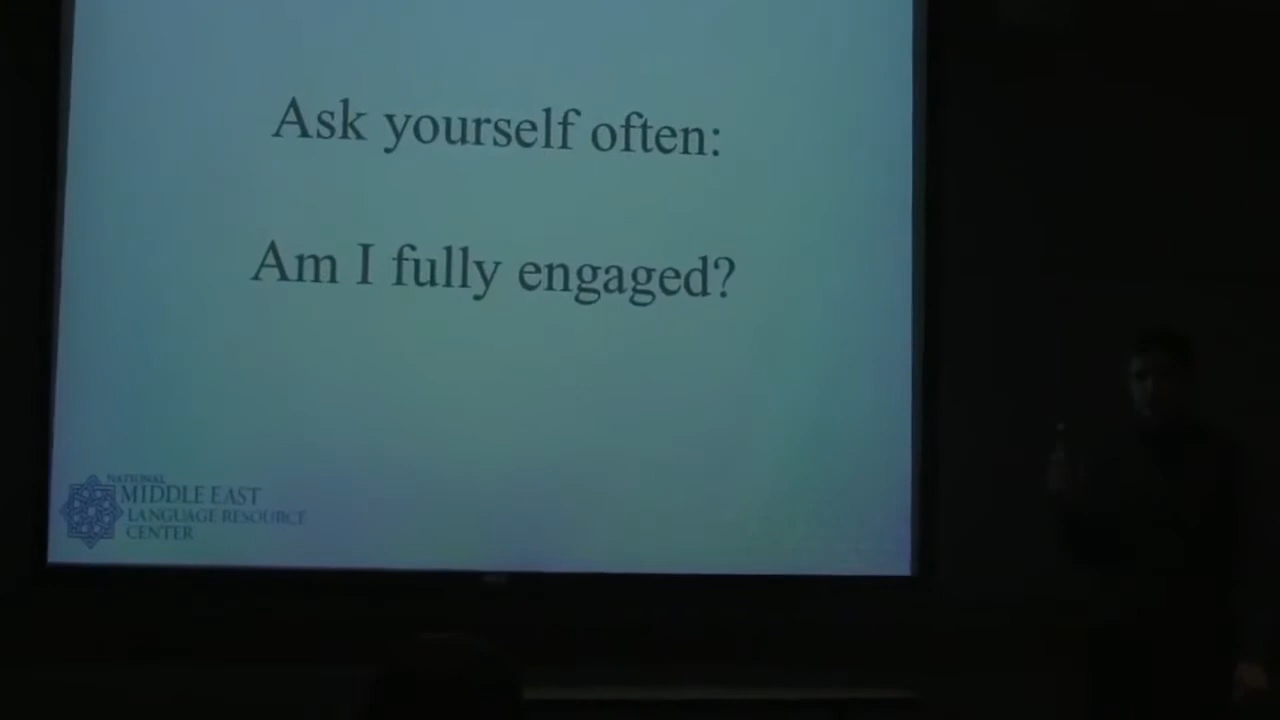 Ask yourself often:
Am I fully engaged?
NATIONAL
MIDDLE EAST
LANGUAGE RESOURCE
CENTER